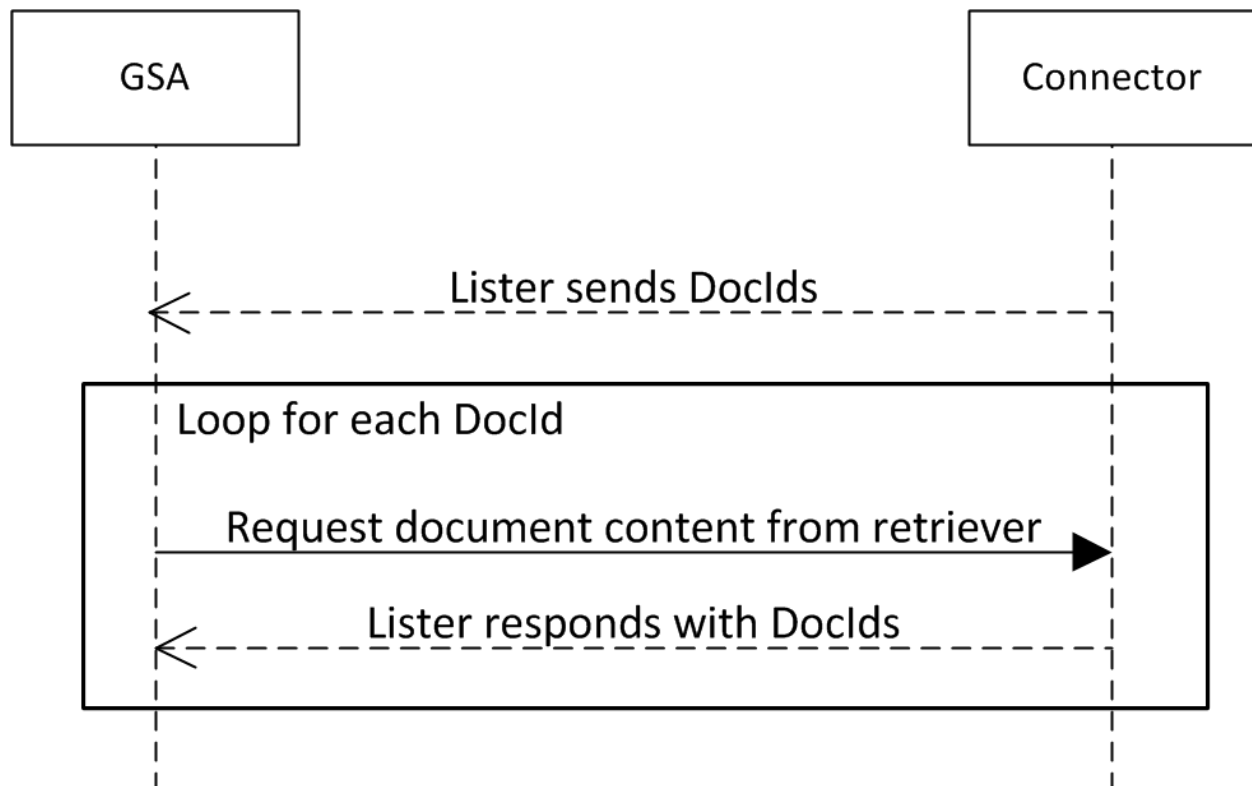 GSA
Connector
Lister sends DocIds
Loop for each DocId
Request document content from retriever
Lister responds with DocIds